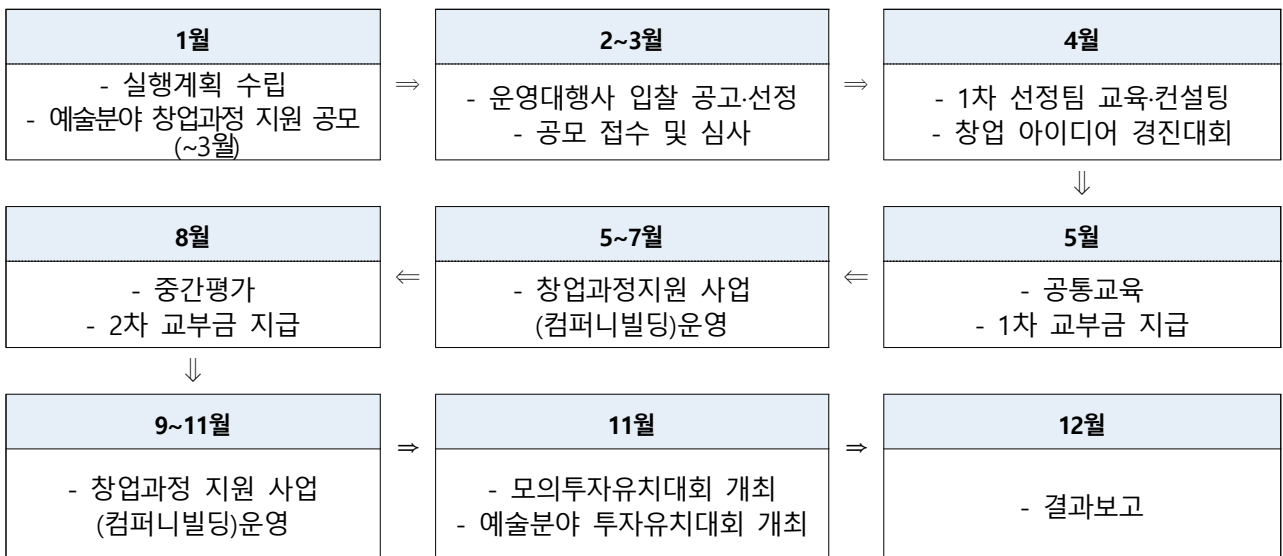 1월
- 실행계획 수립
- 예술분야 창업과정 지원 공모
(~3월)
⇒
2~3월
- 운영대행사 입찰 공고·선정
- 공모 접수 및 심사
⇒
4월
- 1차 선정팀 교육·컨설팅
- 창업 아이디어 경진대회
⇓
5월
- 공통교육
- 1차 교부금 지급
⇐
5~7월
- 창업과정지원 사업
(컴퍼니빌딩)운영
⇐
8월
- 중간평가
- 2차 교부금 지급
⇓
9~11월
- 창업과정 지원 사업
(컴퍼니빌딩)운영
⇒
11월
- 모의투자유치대회 개최
- 예술분야 투자유치대회 개최
⇒
12월
- 결과보고